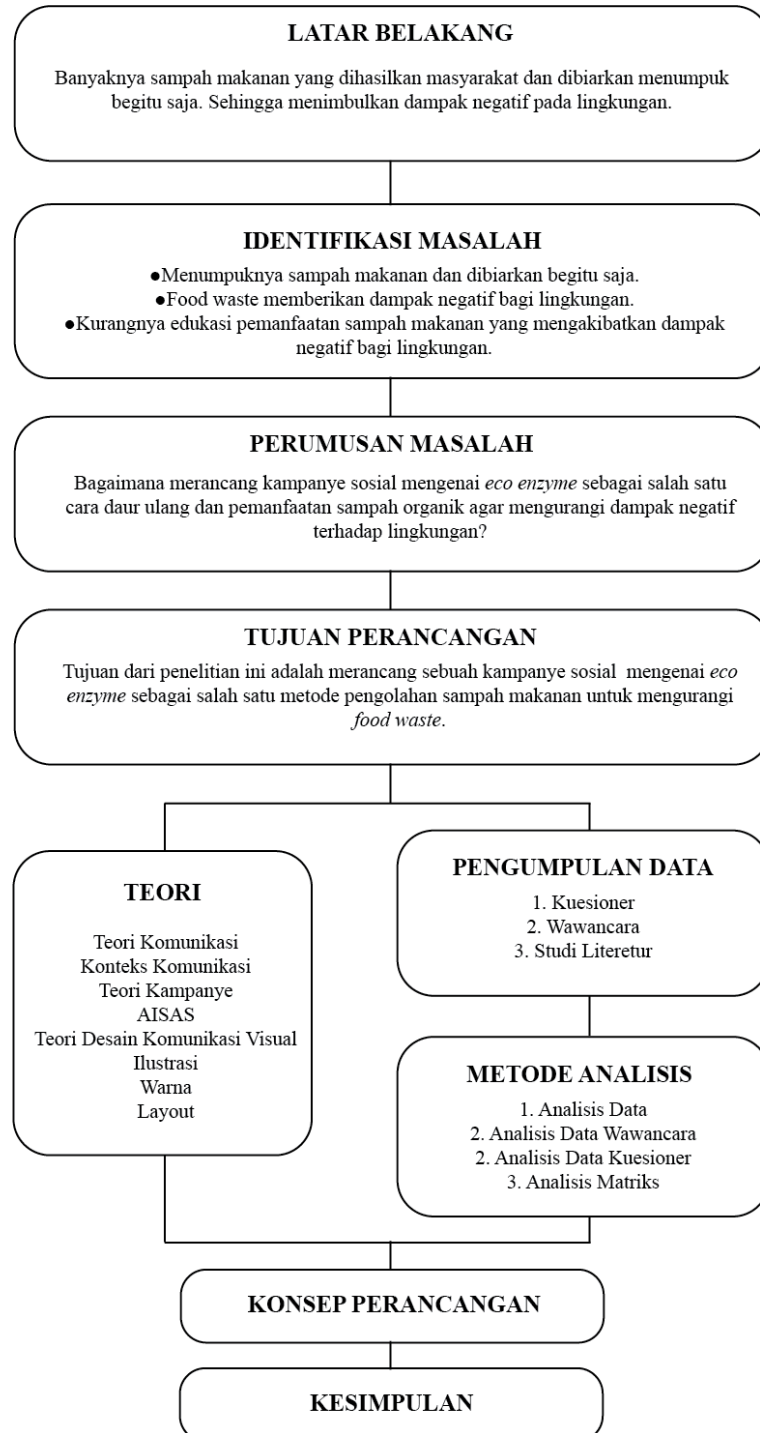 LATAR BELAKANG
Banyaknya sampah makanan yang dihasilkan masyarakat dan dibiarkan menumpuk
begitu saja. Sehingga menimbulkan dampak negatif pada lingkungan.
IDENTIFIKASI MASALAH
●Menumpuknya sampah makanan dan dibiarkan begitu saja.
●Food waste memberikan dampak negatif bagi lingkungan.
●Kurangnya edukasi pemanfaatan sampah makanan yang mengakibatkan dampak
negatif bagi lingkungan.
PERUMUSAN MASALAH
Bagaimana merancang kampanye sosial mengenai eco enzyme sebagai salah satu
cara daur ulang dan pemanfaatan sampah organik agar mengurangi dampak negatif
terhadap lingkungan?
TUJUAN PERANCANGAN
Tujuan dari penelitian ini adalah merancang sebuah kampanye sosial mengenai eco
enzyme sebagai salah satu metode pengolahan sampah makanan untuk mengurangi
food waste.
TEORI
Teori Komunikasi
Konteks Komunikasi
Teori Kampanye
AISAS
Teori Desain Komunikasi Visual
Ilustrasi
Warna
Layout
PENGUMPULAN DATA
1. Kuesioner
2. Wawancara
3. Studi Literetur
METODE ANALISIS
1. Analisis Data
2. Analisis Data Wawancara
2. Analisis Data Kuesioner
3. Analisis Matriks
KONSEP PERANCANGAN
KESIMPULAN